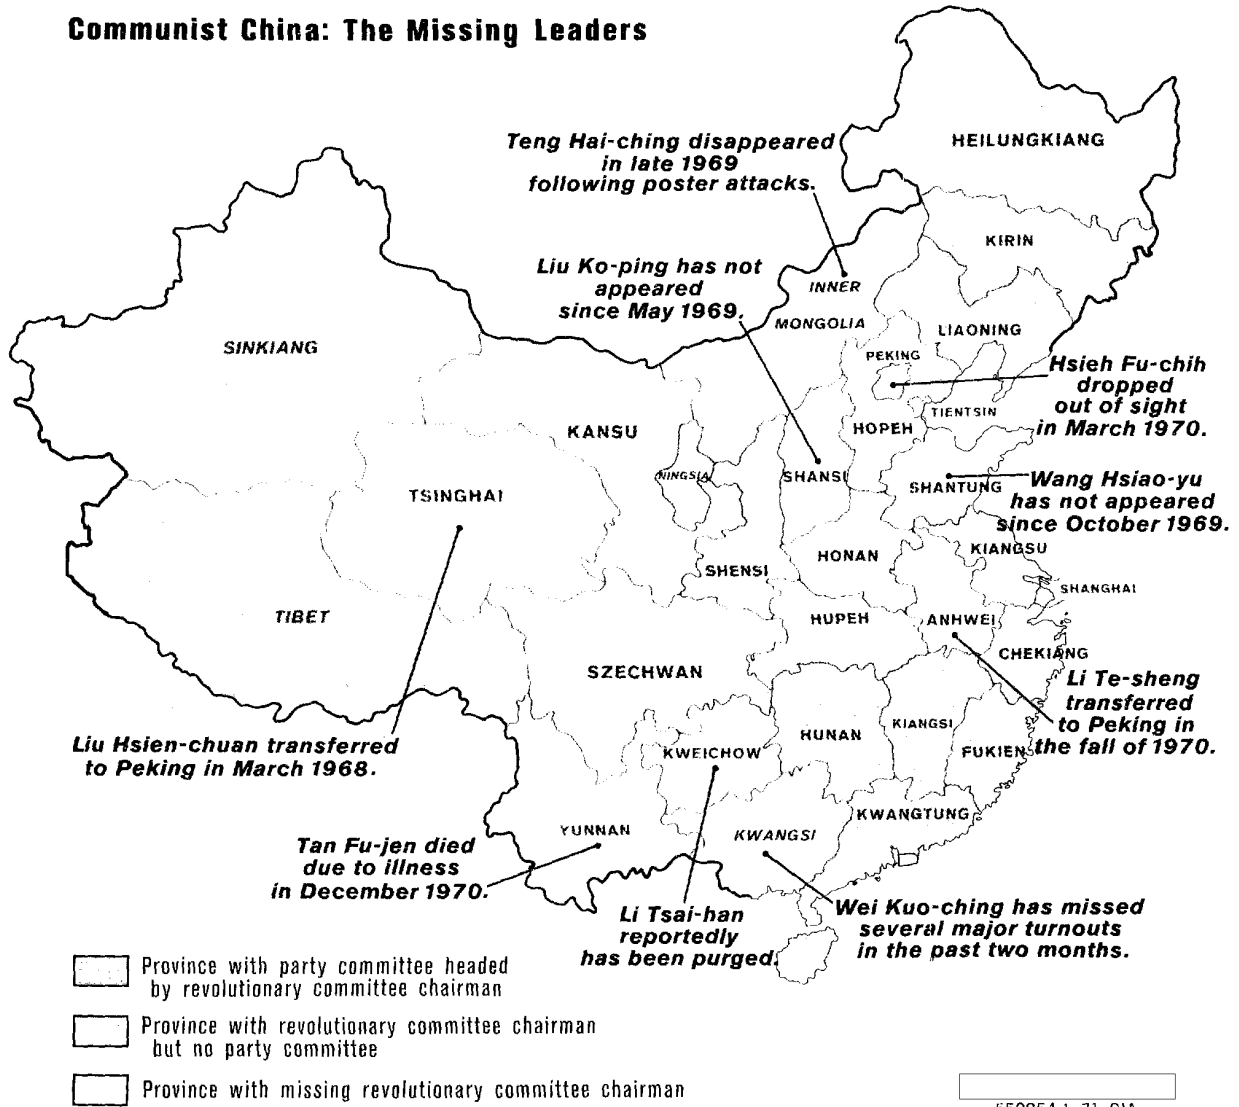 Communist China: The Missing Leaders
HEILUNGKIANG
Teng Hai-ching disappeared
in late 1969
following poster attacks.
KIRIN
Liu Ko-ping has not
appeared
since May 1969.
INNER
MONGOLIA
LIAONING
SINKIANG
PEKING
Hsieh Fu-chih
dropped
out of sight
in March 1970.
TIENTSIN
KANSU
HOPEH
NINGSIA
SHANSI
SHANTUNG
Wang Hsiao-yu
has not appeared
since October 1969.
TSINGHAI
HONAN
KIANGSU
SHENSI
SHANGHAI
TIBET
HUPEH
ANHWEI
CHEKIANG
SZECHWAN
Li Te-sheng
transferred
to Peking in
the fall of 1970.
KIANGSI
HUNAN
FUKIEN
Liu Hsien-chuan transferred
to Peking in March 1968.
KWEICHOW
KWANGTUNG
YUNNAN
KWANGSI
Tan Fu-jen died
due to illness
in December 1970.
Li Tsai-han
reportedly
has been purged.
Wei Kuo-ching has missed
several major turnouts
in the past two months.
Province with party committee headed
by revolutionary committee chairman
Province with revolutionary committee chairman
but no party committee
Province with missing revolutionary committee chairman